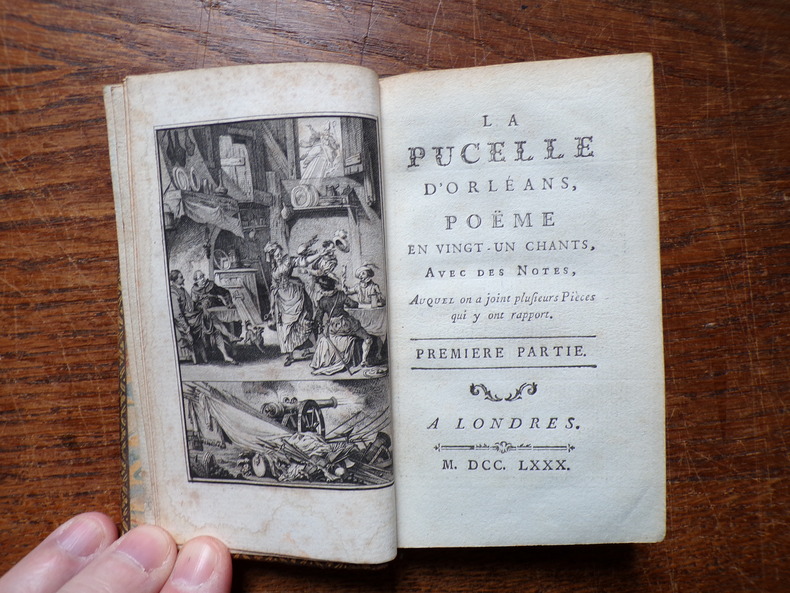 LA
PUCELLE
D'ORLÉANS,
POËME
EN VINGT-UN CHANTS,
AVEC DES NOTES,
AUQUEL on a joint pluſieurs Pièces
qui y ont rapport.
PREMIERE PARTIE.
A LONDRES.
M. DCC. LXXX.